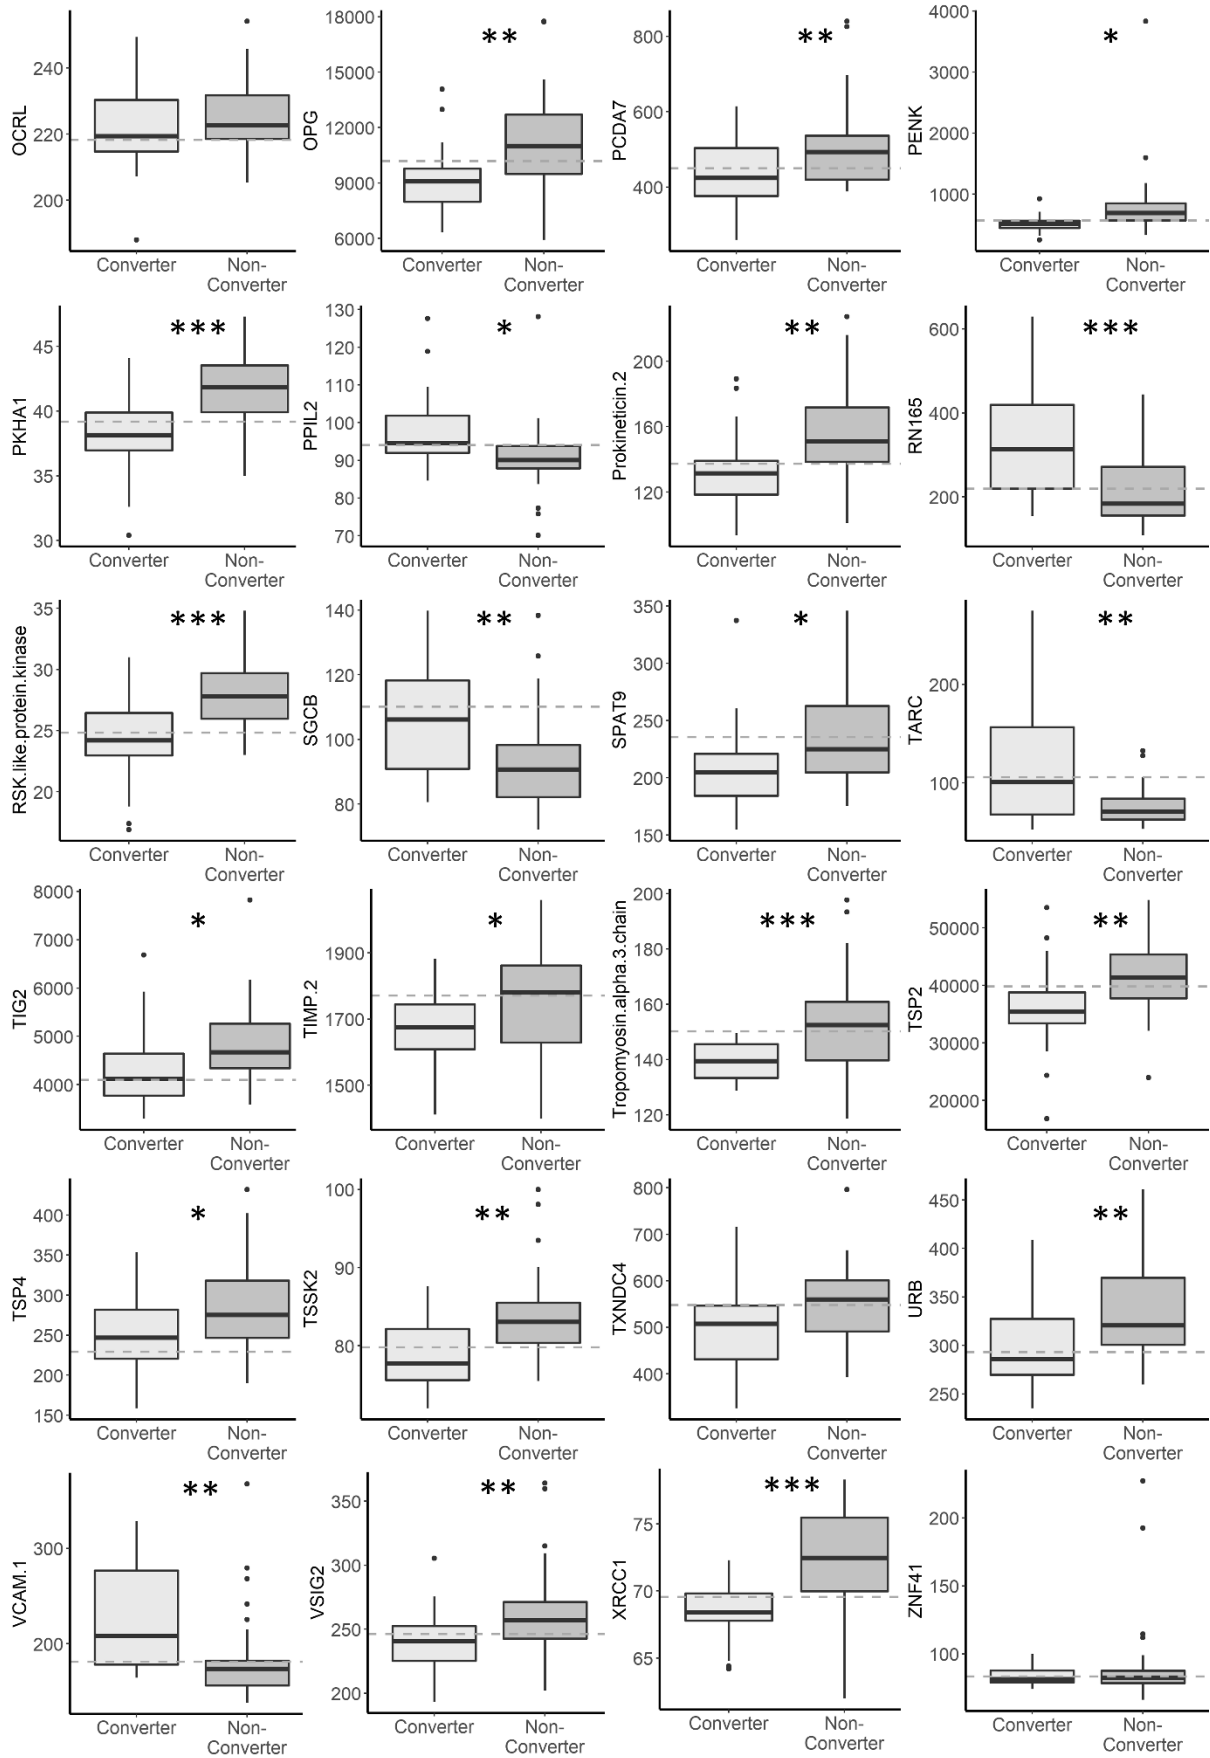 OCRL
240
220
200
Converter
Non-
Converter
OPG
18000
15000
12000
9000
6000
**
Converter
Non-
Converter
PCDA7
800
600
400
**
Converter
Non-
Converter
PENK
4000
3000
2000
1000
*
Converter
Non-
Converter
PKHA1
45
40
35
30
***
Converter
Non-
Converter
PPIL2
130
120
110
100
90
80
70
*
Converter
Non-
Converter
Prokineticin.2
200
160
120
**
Converter
Non-
Converter
RN165
600
400
200
***
Converter
Non-
Converter
RSK.like.protein.kinase
35
30
25
20
***
Converter
Non-
Converter
SGCB
140
120
100
80
**
Converter
Non-
Converter
SPAT9
350
300
250
200
150
*
Converter
Non-
Converter
TARC
200
100
**
Converter
Non-
Converter
TIG2
8000
7000
6000
5000
4000
*
Converter
Non-
Converter
TIMP.2
1900
1700
1500
*
Converter
Non-
Converter
Tropomyosin.alpha.3.chain
200
180
160
140
120
***
Converter
Non-
Converter
TSP2
50000
40000
30000
20000
**
Converter
Non-
Converter
TSP4
400
350
300
250
200
150
*
Converter
Non-
Converter
TSSK2
100
90
80
**
Converter
Non-
Converter
TXNDC4
800
700
600
500
400
Converter
Non-
Converter
URB
450
400
350
300
250
**
Converter
Non-
Converter
VCAM.1
300
200
**
Converter
Non-
Converter
VSIG2
350
300
250
200
**
Converter
Non-
Converter
XRCC1
75
70
65
***
Converter
Non-
Converter
ZNF41
200
150
100
Converter
Non-
Converter